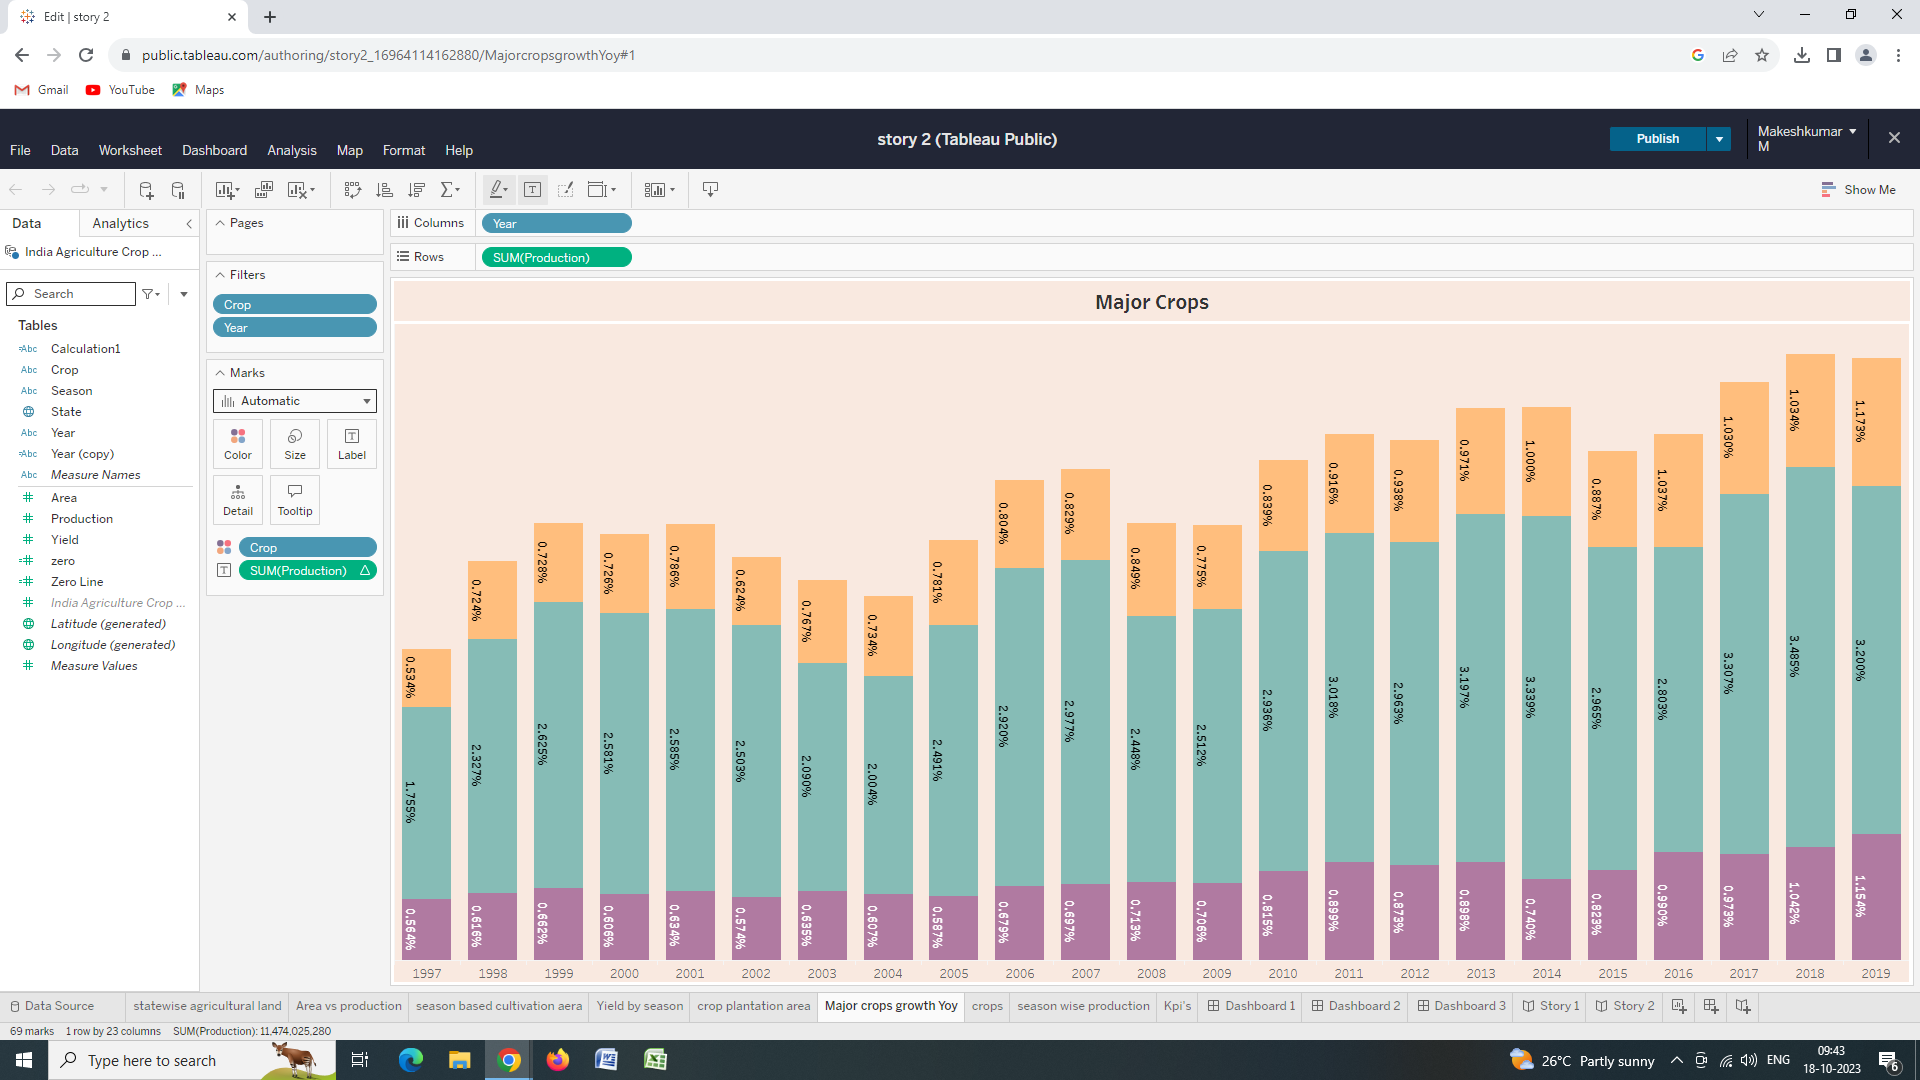 Edit | story 2
public.tableau.com/authoring/story2_16964114162880/MajorcropsgrowthYoy#1
Gmail YouTube Maps
story 2 (Tableau Public)
Publish
Makeshkumar M
File Data Worksheet Dashboard Analysis Map Format Help
Show Me
Data Analytics
Pages
Columns Year
India Agriculture Crop ...
Rows SUM(Production)
Filters
Crop
Year
Search
Tables
Abc Calculation1
Abc Crop
Abc Season
State
Abc Year
Abc Year (copy)
Abc Measure Names
Area
Production
Yield
zero
Zero Line
India Agriculture Crop ...
Latitude (generated)
Longitude (generated)
Measure Values
Marks
Automatic
Color Size Label
Detail Tooltip
Crop
SUM(Production)
Major Crops
0.534% 0.724% 0.728% 0.726% 0.786% 0.624% 0.767% 0.734% 0.781% 0.804% 0.829% 0.849% 0.775% 0.839% 0.916% 0.938% 0.971% 1.000% 0.887% 1.037% 1.030% 1.034% 1.173%
1.755% 2.327% 2.625% 2.581% 2.585% 2.503% 2.090% 2.004% 2.491% 2.920% 2.977% 2.448% 2.512% 2.936% 3.018% 2.963% 3.197% 3.339% 2.965% 2.803% 3.307% 3.485% 3.200%
0.564% 0.616% 0.662% 0.606% 0.634% 0.574% 0.635% 0.607% 0.587% 0.679% 0.697% 0.713% 0.706% 0.815% 0.899% 0.873% 0.898% 0.740% 0.823% 0.990% 0.973% 1.042% 1.154%
1997 1998 1999 2000 2001 2002 2003 2004 2005 2006 2007 2008 2009 2010 2011 2012 2013 2014 2015 2016 2017 2018 2019
Data Source statewise agricultural land Area vs production season based cultivation aera Yield by season crop plantation area Major crops growth Yoy crops season wise production Kpi's Dashboard 1 Dashboard 2 Dashboard 3 Story 1 Story 2
69 marks 1 row by 23 columns SUM(Production): 11,474,025,280
Type here to search
26°C Partly sunny
ENG
09:43
18-10-2023
6